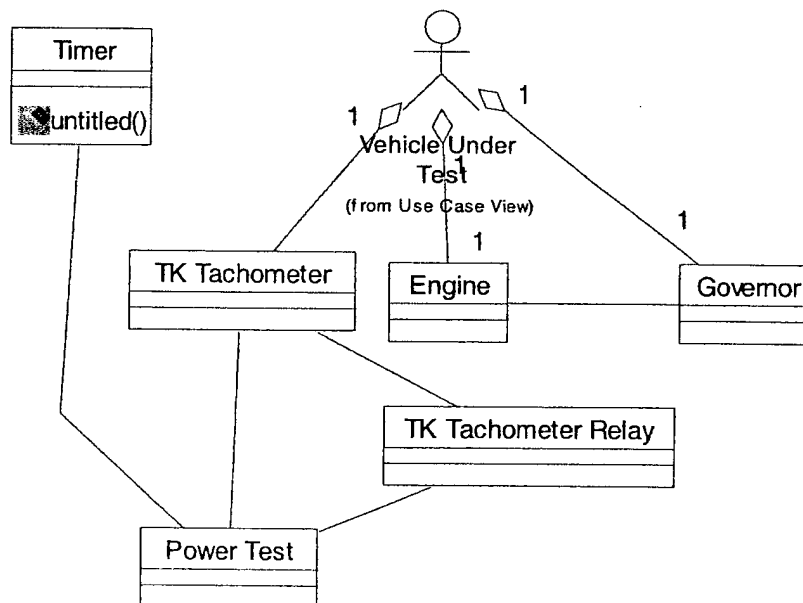 Timer
untitled()
1
1
Vehicle Under
Test
1
(from Use Case View)
1
1
TK Tachometer
Engine
Governor
TK Tachometer Relay
Power Test